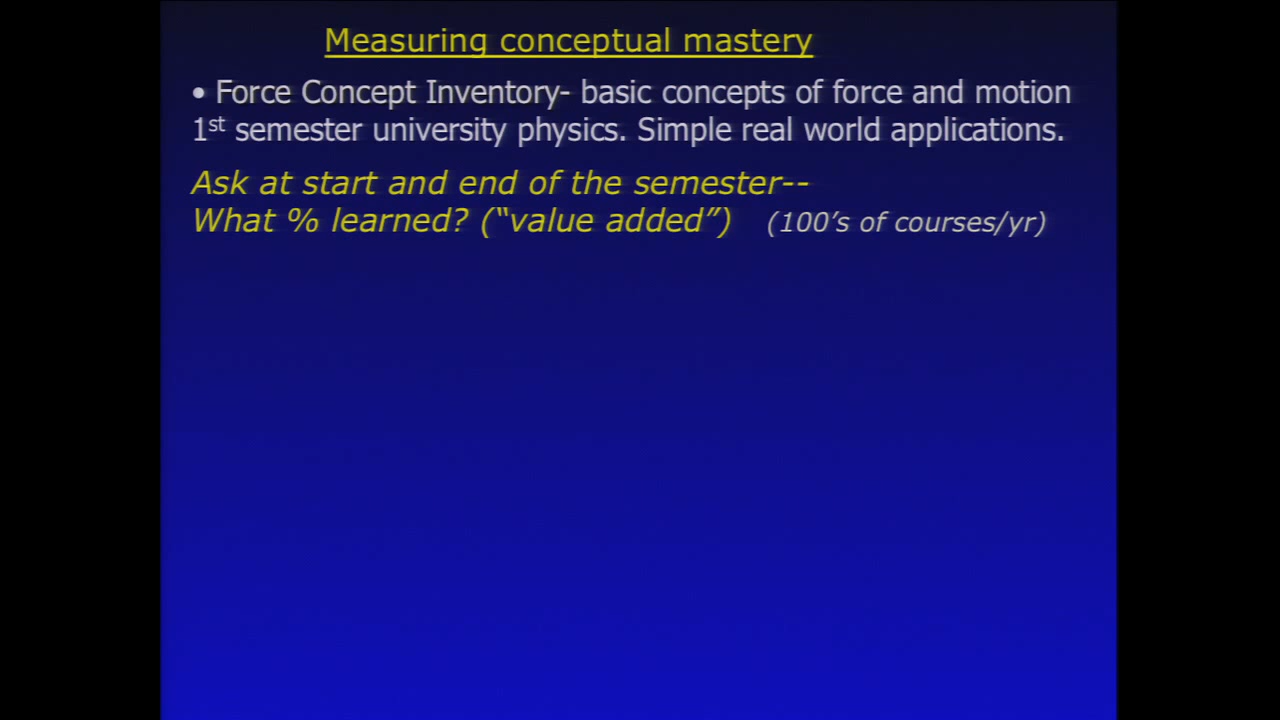 Measuring conceptual mastery
• Force Concept Inventory- basic concepts of force and motion
1st semester university physics. Simple real world applications.
Ask at start and end of the semester--
What % learned? (“value added”) (100’s of courses/yr)